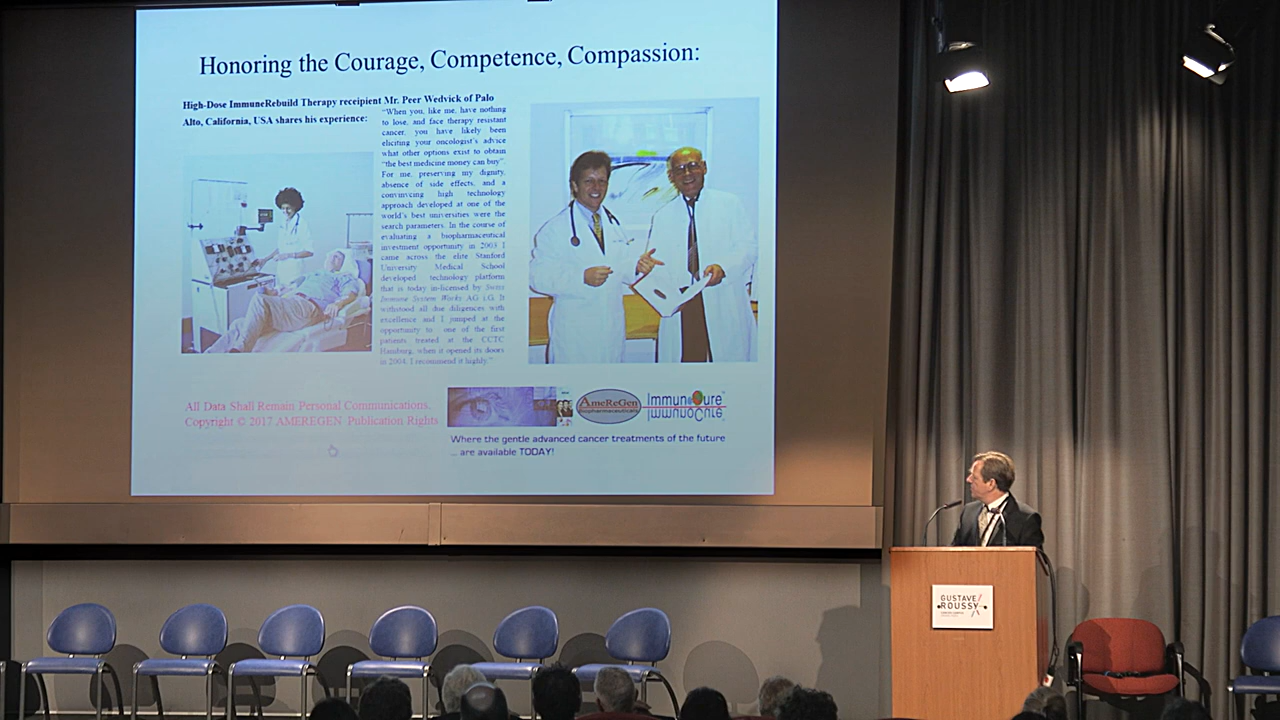 Honoring the Courage, Competence, Compassion:
High-Dose ImmuneRebuild Therapy receipient Mr. Peer Wedvick of Palo
Alto, California, USA shares his experience:
"When you, like me, have nothing
to lose, and face therapy resistant
cancer, you have likely been
eliciting your oncologist's advice
what other options exist to obtain
"the best medicine money can buy".
For me, preserving my dignity,
absence of side effects, and a
convinveing high technology
approach developed at one of the
world's best universities were the
search parameters. In the course of
evaluating a biopharmaceutical
investment opportunity in 2003 I
came across the elite Stanford
University Medical School
developed technology platform
that is today in-licensed by Swiss
Immune System Works AG i.G. It
withstood all due diligences with
excellence and I jumped at the
opportunity to one of the first
patients treated at the CCTC
Hamburg, when it opened its doors
in 2004. I recommend it highly."
All Data Shall Remain Personal Communications,
Copyright © 2017 AMEREGEN Publication Rights
AmeReGen
Biopharmaceuticals
ImmunoCure
Where the gentle advanced cancer treatments of the future
... are available TODAY!
GUSTAVE
ROUSSY